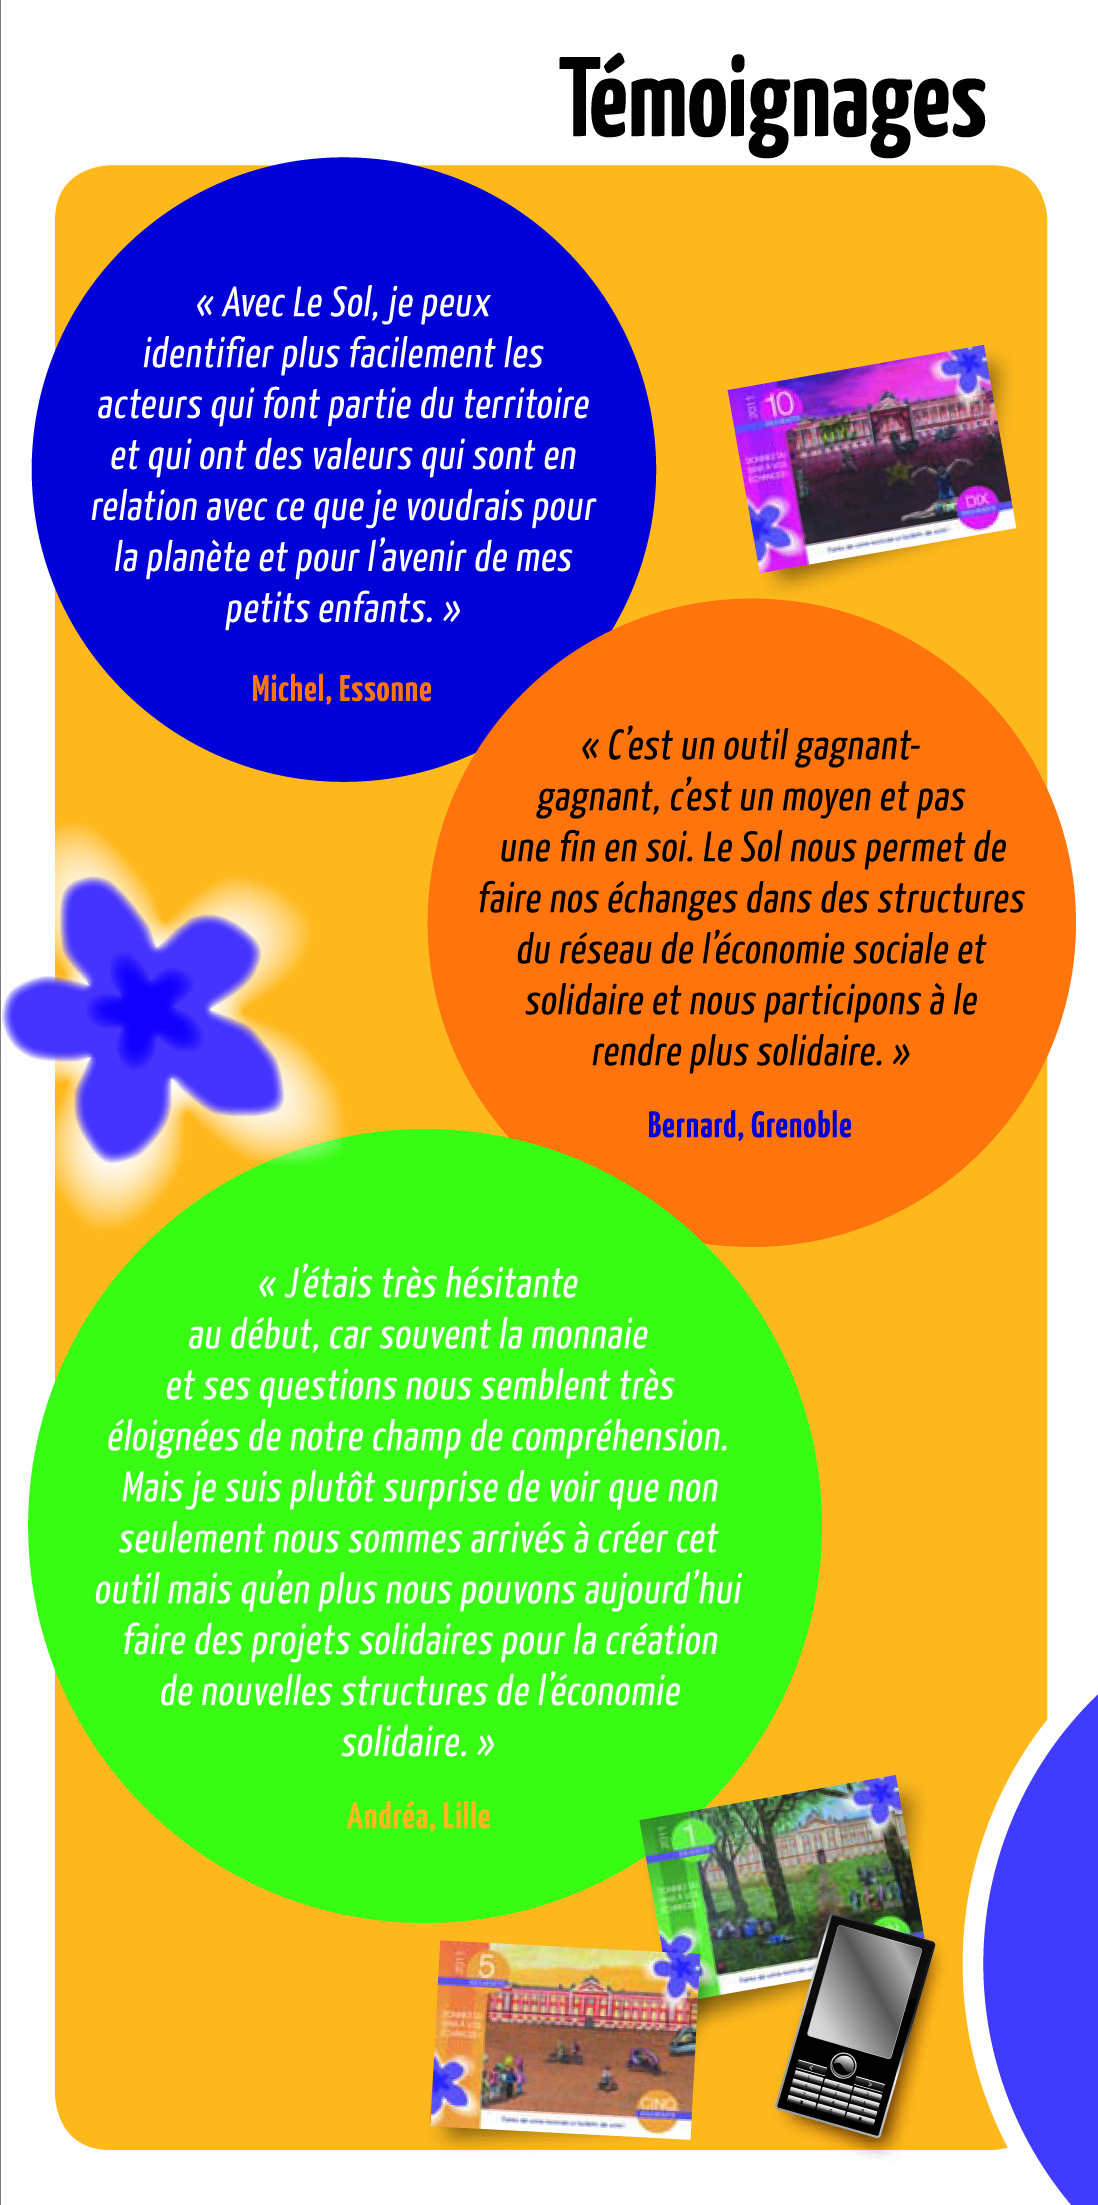 Témoignages
« Avec Le Sol, je peux
identifier plus facilement les
acteurs qui font partie du territoire
et qui ont des valeurs qui sont en
relation avec ce que je voudrais pour
la planète et pour l’avenir de mes
petits enfants. »
Michel, Essonne
2011
10
DIX
« C’est un outil gagnant-
gagnant, c’est un moyen et pas
une fin en soi. Le Sol nous permet de
faire nos échanges dans des structures
du réseau de l’économie sociale et
solidaire et nous participons à le
rendre plus solidaire. »
Bernard, Grenoble
« J’étais très hésitante
au début, car souvent la monnaie
et ses questions nous semblent très
éloignées de notre champ de compréhension.
Mais je suis plutôt surprise de voir que non
seulement nous sommes arrivés à créer cet
outil mais qu’en plus nous pouvons aujourd’hui
faire des projets solidaires pour la création
de nouvelles structures de l’économie
solidaire. »
Andréa, Lille
1
2011
5
CINQ